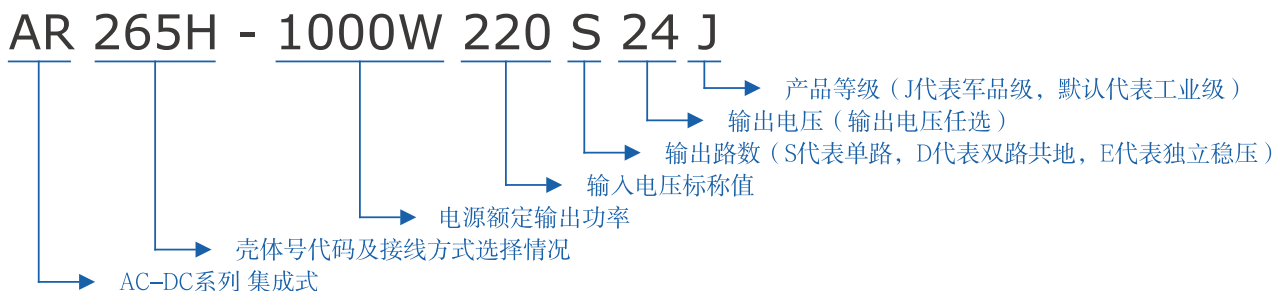 AR 265H - 1000W 220 S 24 J
产品等级（J代表军品级，默认代表工业级）
输出电压（输出电压任选）
输出路数（S代表单路，D代表双路共地，E代表独立稳压）
输入电压标称值
电源额定输出功率
壳体号代码及接线方式选择情况
AC-DC系列 集成式